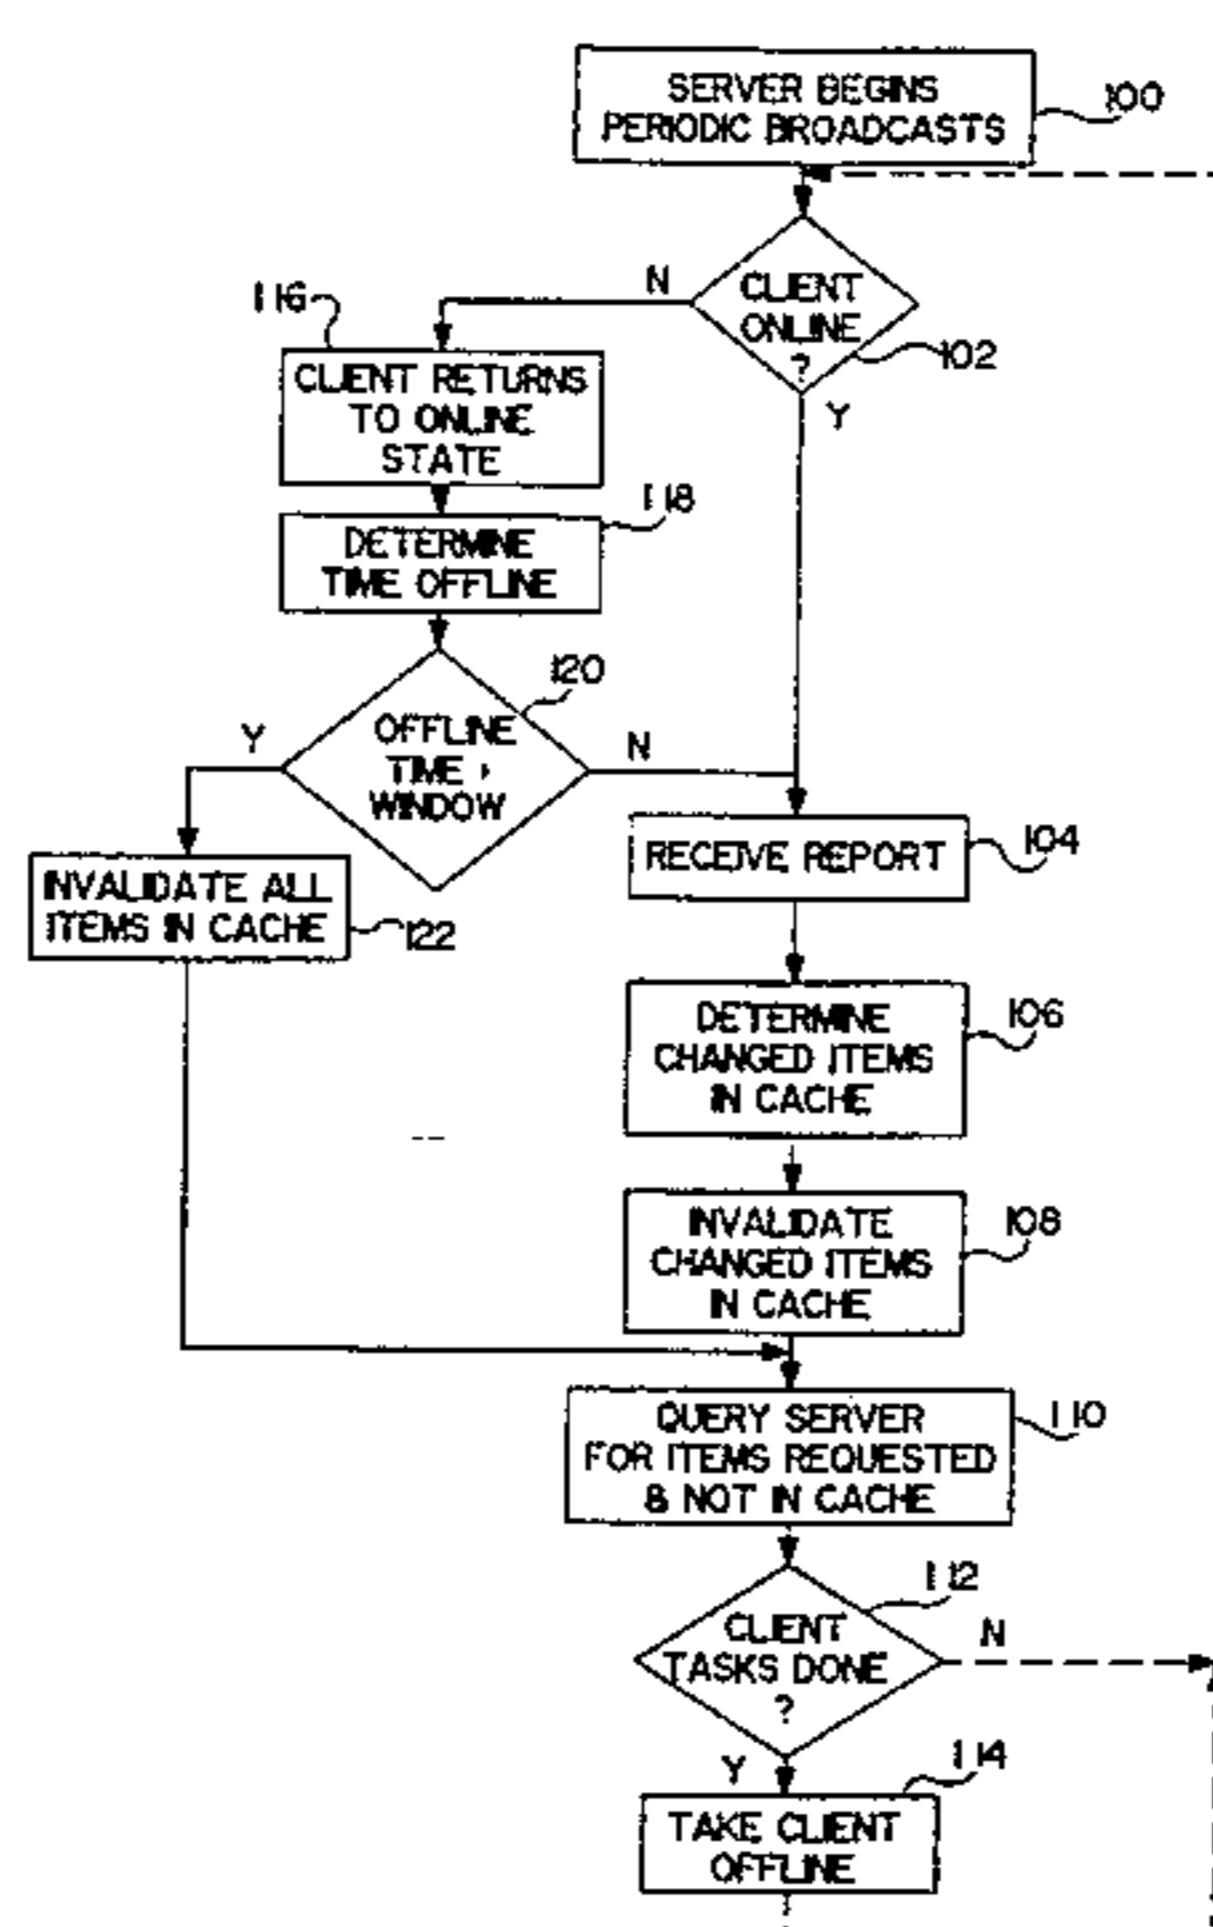 SERVER BEGINS
PERIODIC BROADCASTS
100
CLIENT
ONLINE
?
102
N
Y
116
CLIENT RETURNS
TO ONLINE
STATE
118
DETERMINE
TIME OFFLINE
120
OFFLINE
TIME >
WINDOW
Y
N
INVALIDATE ALL
ITEMS IN CACHE
122
RECEIVE REPORT
104
DETERMINE
CHANGED ITEMS
IN CACHE
106
INVALIDATE
CHANGED ITEMS
IN CACHE
108
QUERY SERVER
FOR ITEMS REQUESTED
& NOT IN CACHE
110
CLIENT
TASKS DONE
?
112
N
Y
TAKE CLIENT
OFFLINE
114